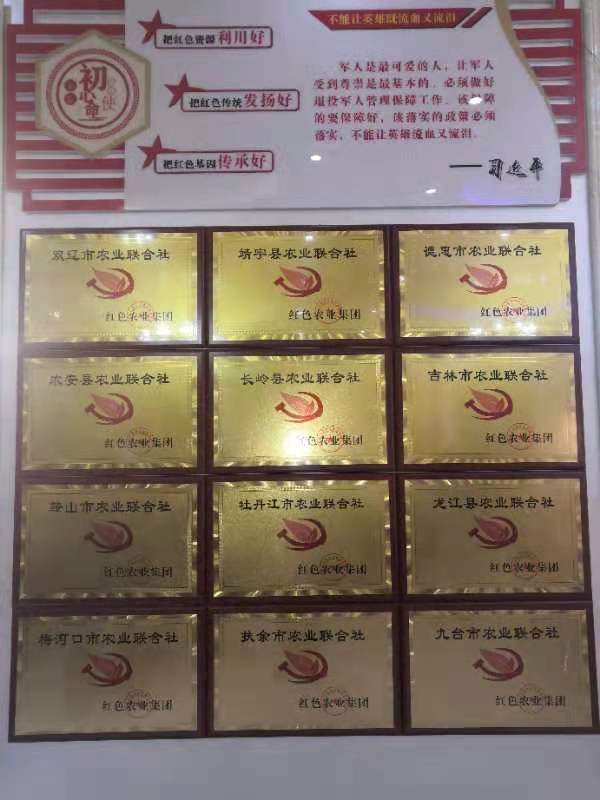 把红色资源利用好
把红色传统发扬好
把红色基因传承好
初心
使命
不能让英雄既流血又流泪
军人是最可爱的人，让军人
受到尊崇是最基本的，必须做好
退役军人管理保障工作。该保障
的要保障好，该落实的政策必须
落实，不能让英雄流血又流泪。
——习近平
双辽市农业联合社
红色农业集团
靖宇县农业联合社
红色农业集团
德惠市农业联合社
红色农业集团
农安县农业联合社
红色农业集团
长岭县农业联合社
红色农业集团
吉林市农业联合社
红色农业集团
鞍山市农业联合社
红色农业集团
牡丹江市农业联合社
红色农业集团
龙江县农业联合社
红色农业集团
梅河口市农业联合社
红色农业集团
扶余市农业联合社
红色农业集团
九台市农业联合社
红色农业集团